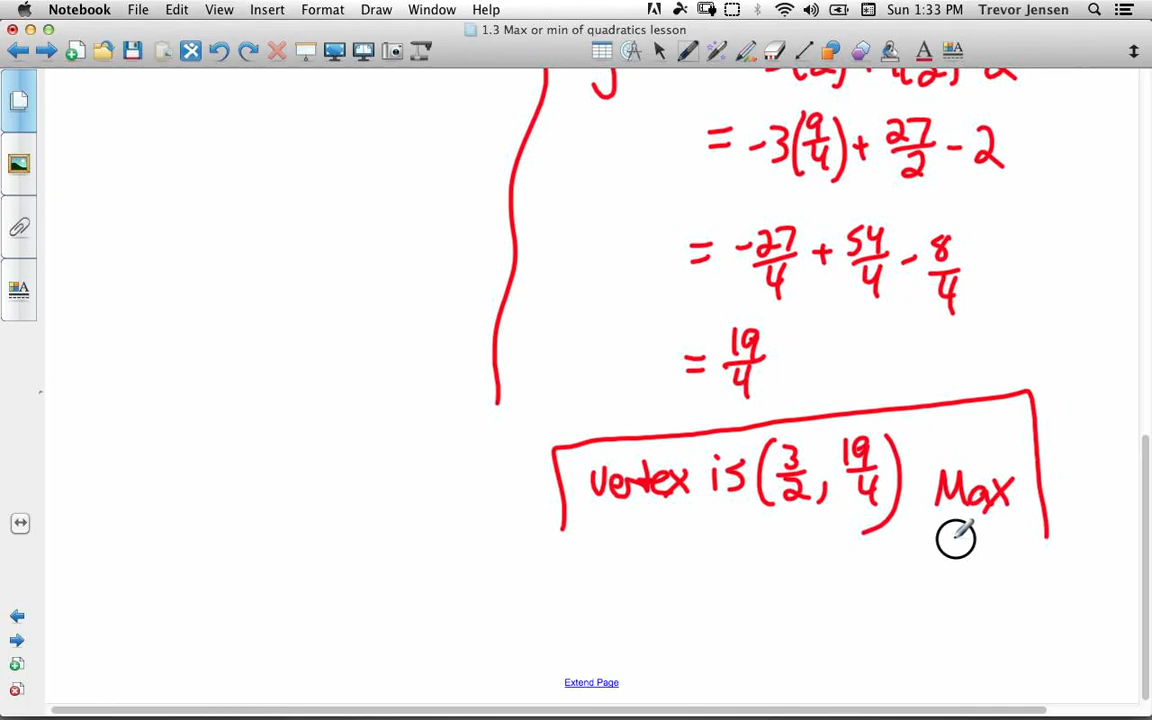 Notebook File Edit View Insert Format Draw Window Help Sun 1:33 PM Trevor Jensen
1.3 Max or min of quadratics lesson
y
= -3(9/4) + 27/2 - 2
= -27/4 + 54/4 - 8/4
= 19/4
Vertex is (3/2, 19/4) Max
Extend Page